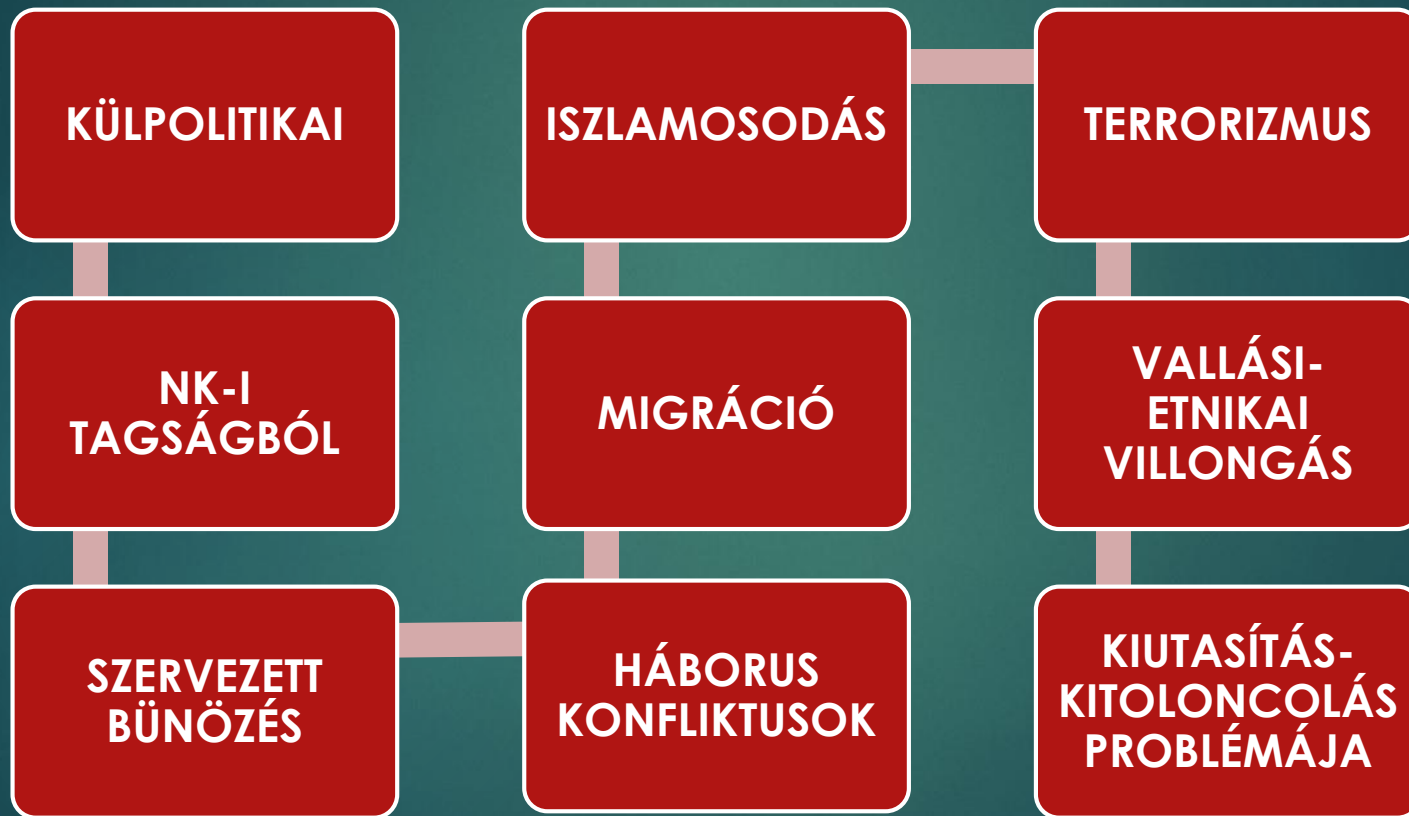 KÜLPOLITIKAI
NK-I
TAGSÁGBÓL
SZERVEZETT
BÜNÖZÉS
HÁBORUS
KONFLIKTUSOK
MIGRÁCIÓ
ISZLAMOSODÁS
TERRORIZMUS
VALLÁSI-
ETNIKAI
VILLONGÁS
KIUTASÍTÁS-
KITOLONCOLÁS
PROBLÉMÁJA